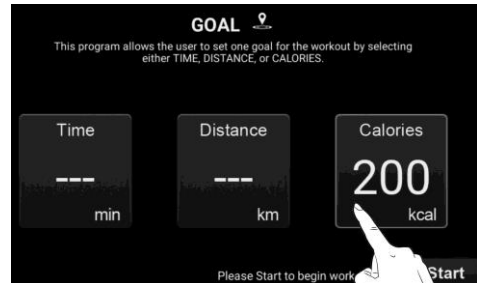 GOAL
This program allows the user to set one goal for the workout by selecting
either TIME, DISTANCE, or CALORIES.
Time Distance Calories
--- --- 200
min km kcal
Please Start to begin work
Start